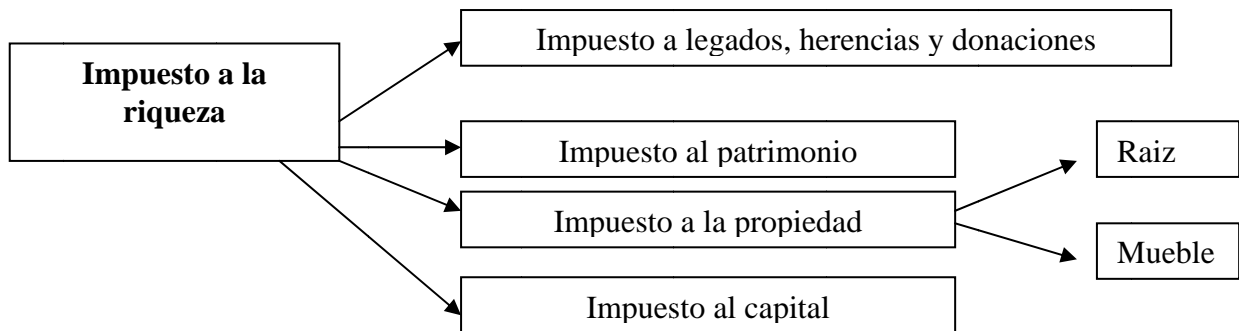 Impuesto a la
riqueza
Impuesto a legados, herencias y donaciones
Impuesto al patrimonio
Impuesto a la propiedad
Impuesto al capital
Raiz
Mueble